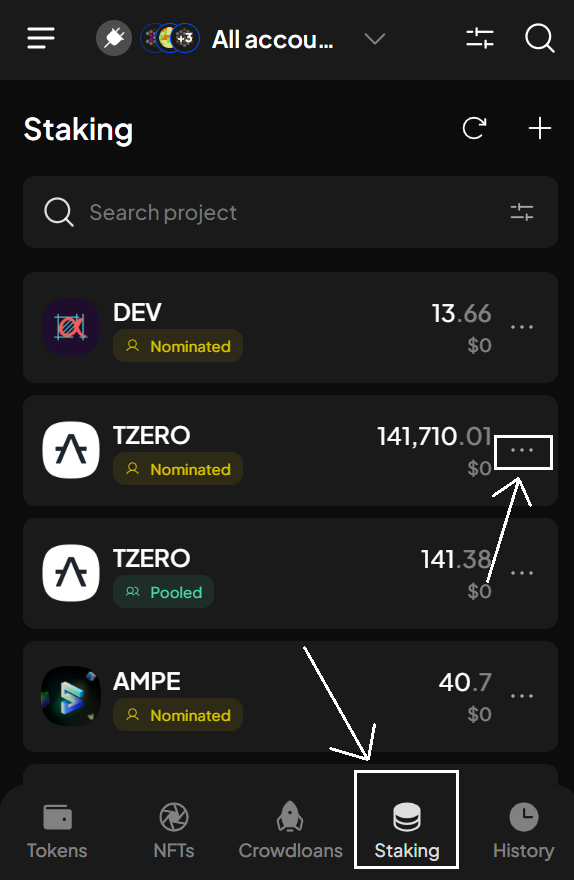 +3 All accou...
Staking
Search project
DEV 13.66
Nominated $0
TZERO 141,710.01
Nominated $0
TZERO 141.38
Pooled $0
AMPE 40.7
Nominated $0
Tokens NFTs Crowdloans Staking History